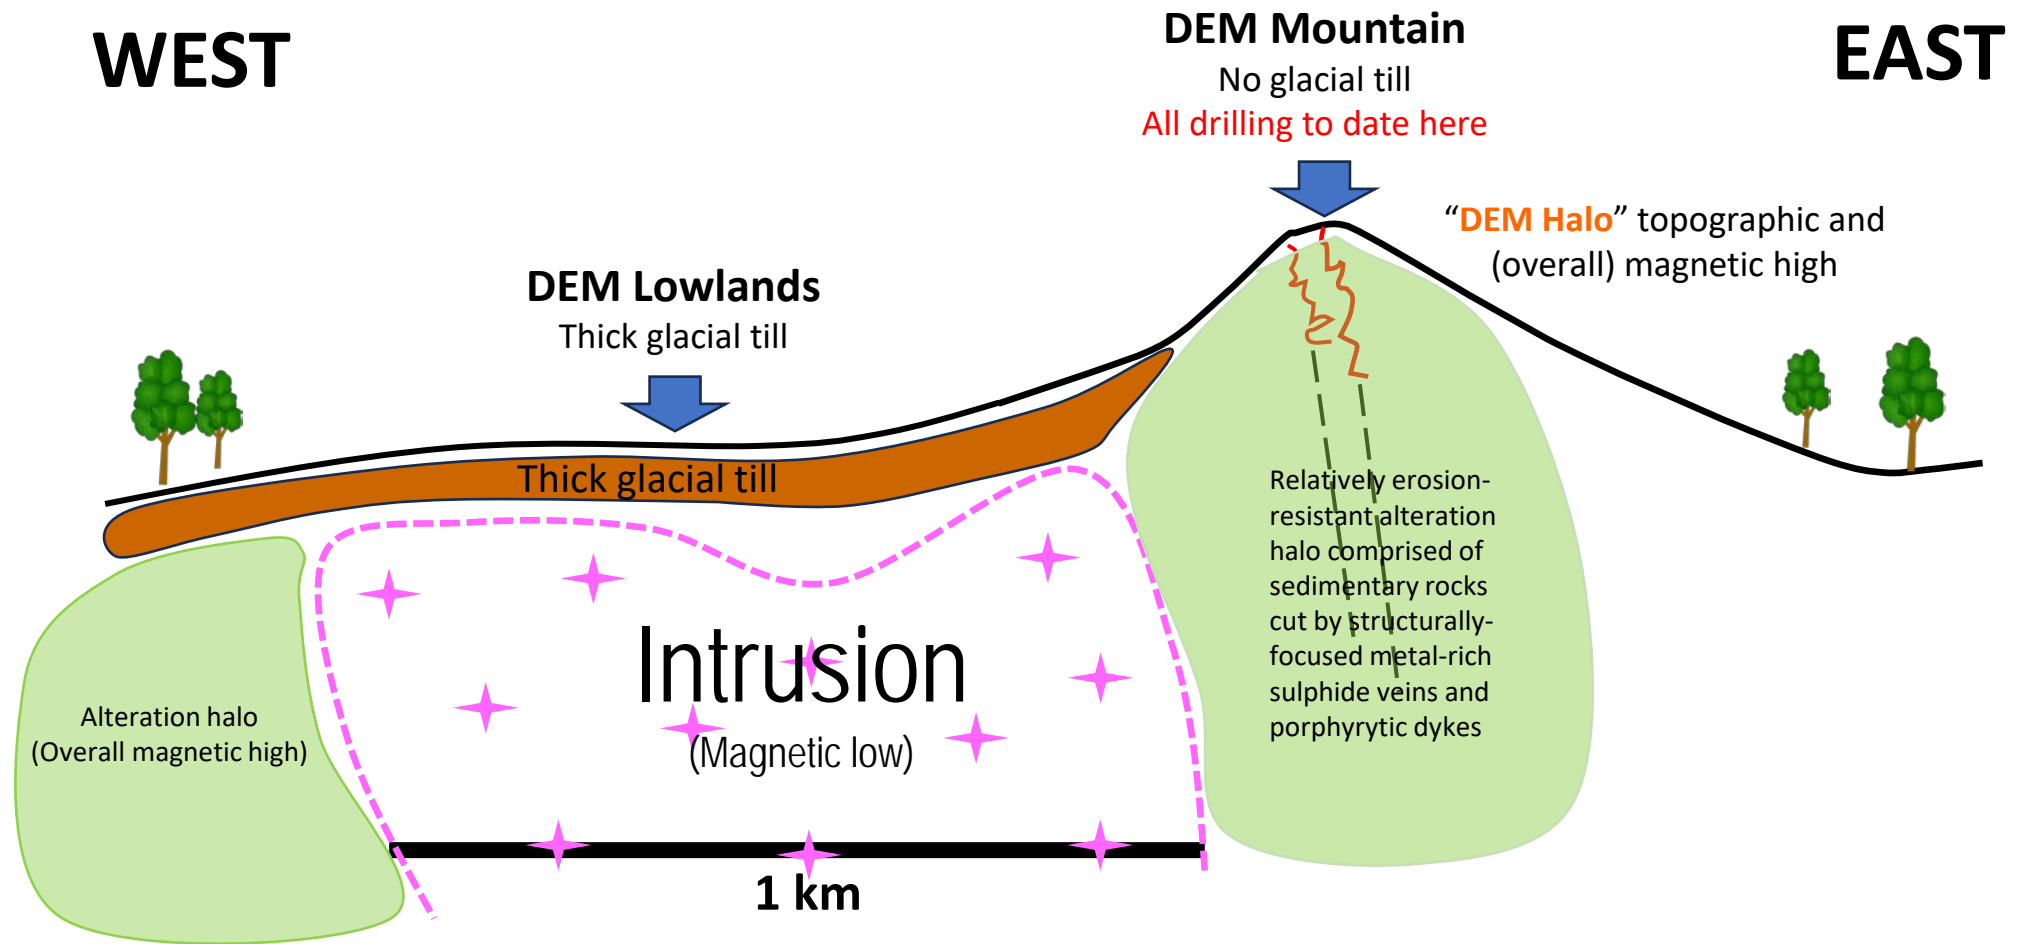 WEST
DEM Mountain
No glacial till
All drilling to date here
EAST
“DEM Halo” topographic and
(overall) magnetic high
DEM Lowlands
Thick glacial till
Thick glacial till
Relatively erosion-
resistant alteration
halo comprised of
sedimentary rocks
cut by structurally-
focused metal-rich
sulphide veins and
porphyrytic dykes
Intrusion
(Magnetic low)
Alteration halo
(Overall magnetic high)
1 km